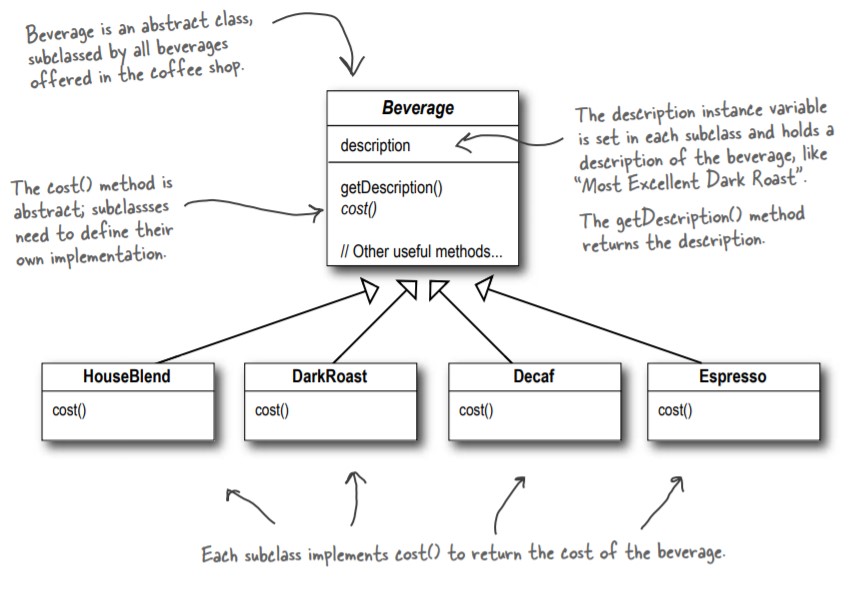 Beverage is an abstract class,
subclassed by all beverages
offered in the coffee shop.
Beverage
description
getDescription()
cost()
// Other useful methods...
The description instance variable
is set in each subclass and holds a
description of the beverage, like
“Most Excellent Dark Roast”.
The getDescription() method
returns the description.
The cost() method is
abstract; subclassses
need to define their
own implementation.
HouseBlend
cost()
DarkRoast
cost()
Decaf
cost()
Espresso
cost()
Each subclass implements cost() to return the cost of the beverage.